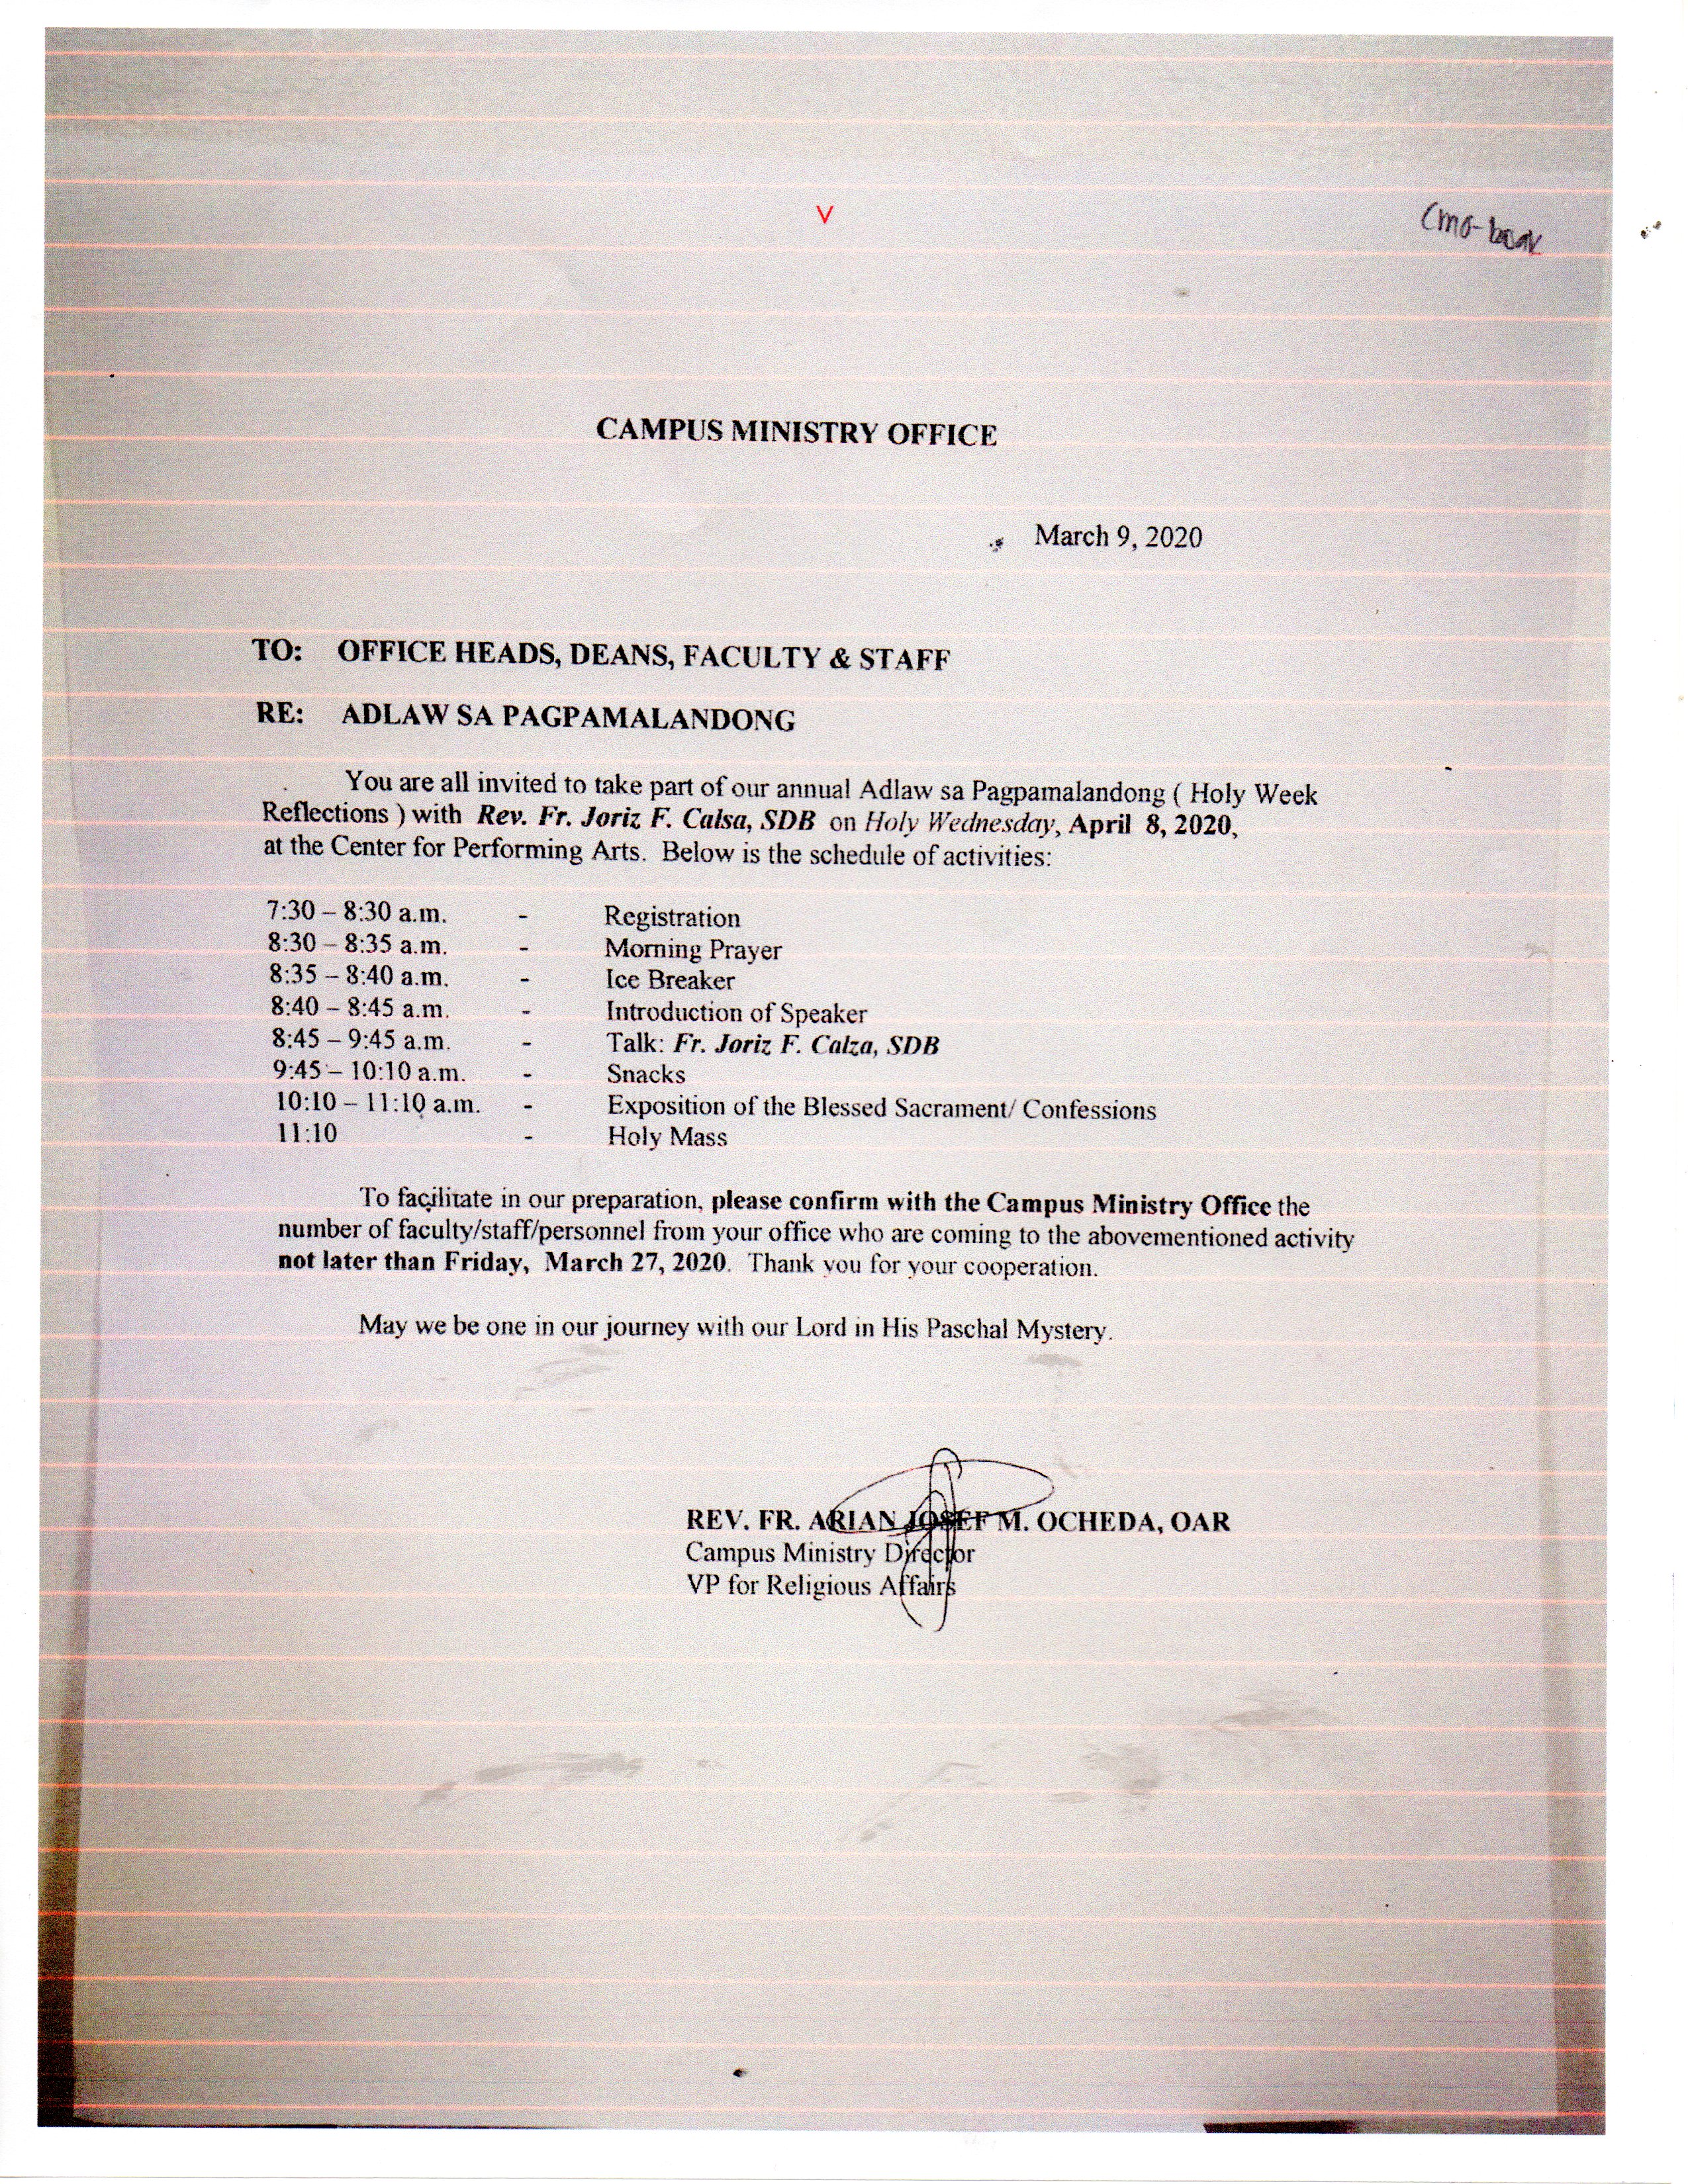 V
CMO-book
CAMPUS MINISTRY OFFICE
March 9, 2020
TO: OFFICE HEADS, DEANS, FACULTY & STAFF
RE: ADLAW SA PAGPAMALANDONG
You are all invited to take part of our annual Adlaw sa Pagpamalandong ( Holy Week
Reflections ) with Rev. Fr. Joriz F. Calsa, SDB on Holy Wednesday, April 8, 2020,
at the Center for Performing Arts. Below is the schedule of activities:
7:30 – 8:30 a.m. - Registration
8:30 – 8:35 a.m. - Morning Prayer
8:35 – 8:40 a.m. - Ice Breaker
8:40 – 8:45 a.m. - Introduction of Speaker
8:45 – 9:45 a.m. - Talk: Fr. Joriz F. Calza, SDB
9:45 – 10:10 a.m. - Snacks
10:10 – 11:10 a.m. - Exposition of the Blessed Sacrament/ Confessions
11:10 - Holy Mass
To facilitate in our preparation, please confirm with the Campus Ministry Office the
number of faculty/staff/personnel from your office who are coming to the abovementioned activity
not later than Friday, March 27, 2020. Thank you for your cooperation.
May we be one in our journey with our Lord in His Paschal Mystery.
REV. FR. ARIAN JOSEF M. OCHEDA, OAR
Campus Ministry Director
VP for Religious Affairs